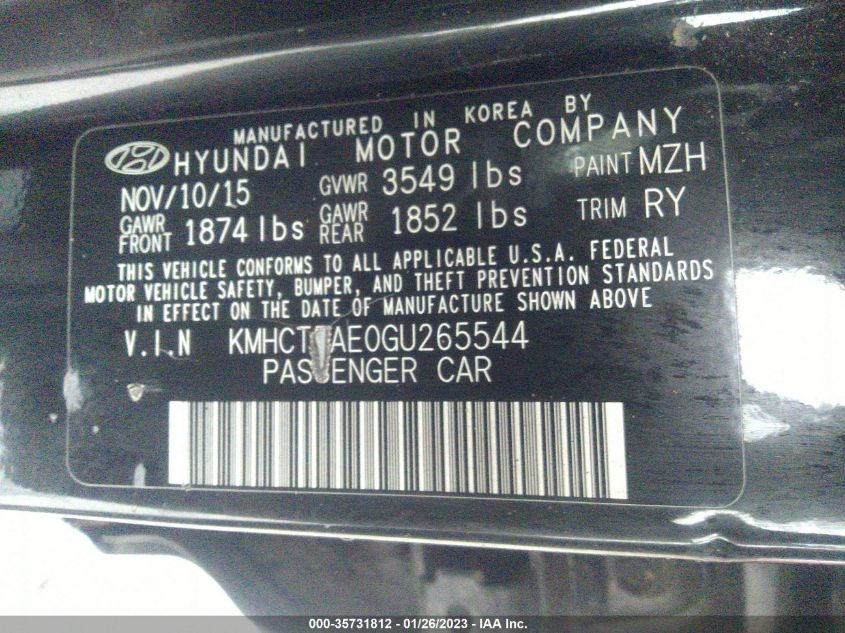 MANUFACTURED IN KOREA BY
HYUNDAI MOTOR COMPANY
NOV/10/15 GVWR 3549 lbs PAINT MZH
GAWR FRONT 1874 lbs GAWR REAR 1852 lbs TRIM RY
THIS VEHICLE CONFORMS TO ALL APPLICABLE U.S.A. FEDERAL
MOTOR VEHICLE SAFETY, BUMPER, AND THEFT PREVENTION STANDARDS
IN EFFECT ON THE DATE OF MANUFACTURE SHOWN ABOVE
V.I.N
PASSENGER CAR
000-35731812 - 01/26/2023 - IAA Inc.